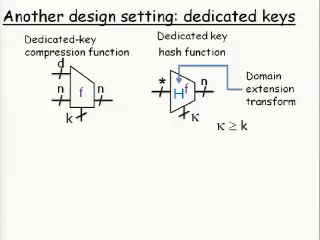 Another design setting: dedicated keys
Dedicated-key
compression function
d
n
f
n
k
Dedicated key
hash function
*
H
f
n
κ
Domain
extension
transform
κ ≥ k